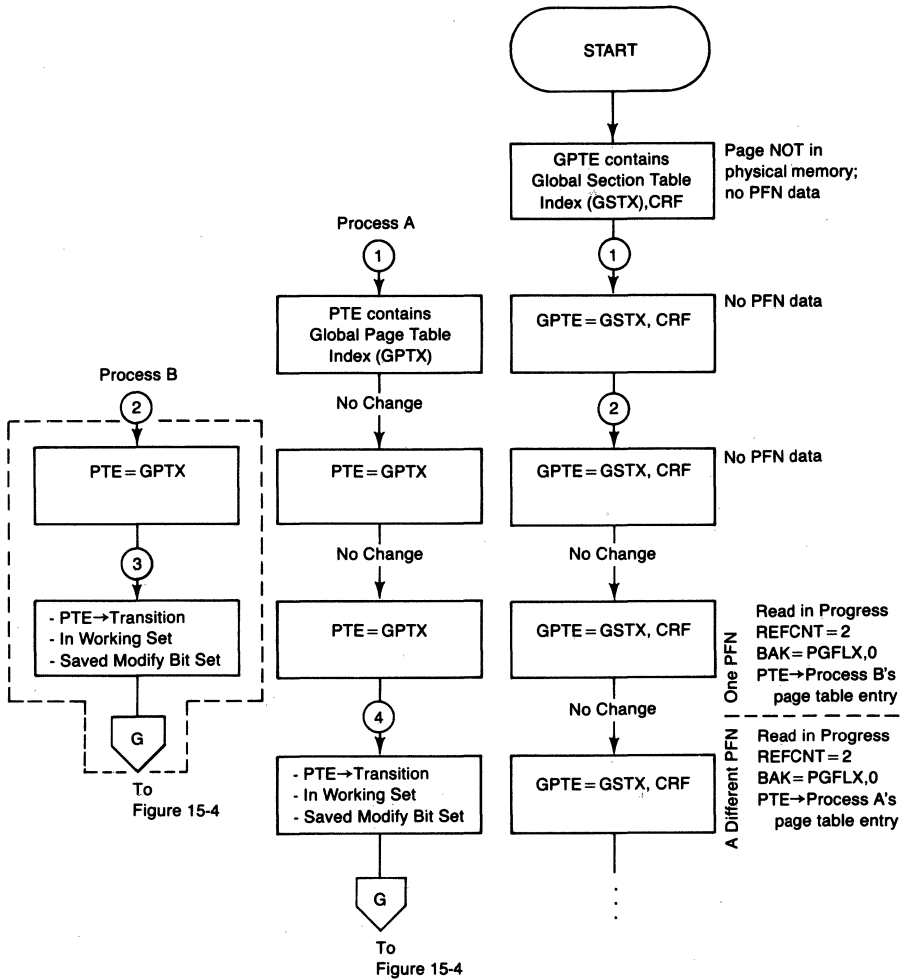 START
GPTE contains
Global Section Table
Index (GSTX),CRF
Page NOT in
physical memory;
no PFN data
Process A
1
1
PTE contains
Global Page Table
Index (GPTX)
GPTE = GSTX, CRF
No PFN data
Process B
2
No Change
2
PTE = GPTX
PTE = GPTX
GPTE = GSTX, CRF
No PFN data
3
No Change
No Change
- PTE→Transition
- In Working Set
- Saved Modify Bit Set
PTE = GPTX
GPTE = GSTX, CRF
One PFN
Read in Progress
REFCNT = 2
BAK = PGFLX,0
PTE→Process B's
page table entry
G
To
Figure 15-4
4
No Change
- PTE→Transition
- In Working Set
- Saved Modify Bit Set
GPTE = GSTX, CRF
A Different PFN
Read in Progress
REFCNT = 2
BAK = PGFLX,0
PTE→Process A's
page table entry
G
To
Figure 15-4